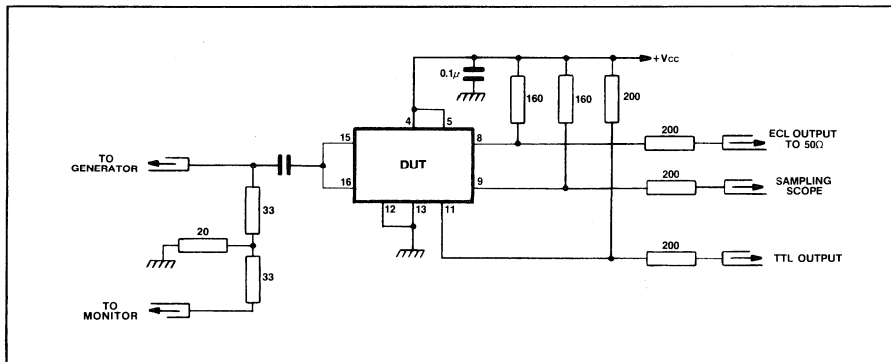 +VCC
0.1μ
160
160
200
4
5
15
8
200
ECL OUTPUT
TO 50Ω
TO
GENERATOR
DUT
16
9
200
SAMPLING
SCOPE
33
12
13
11
20
200
TTL OUTPUT
33
TO
MONITOR